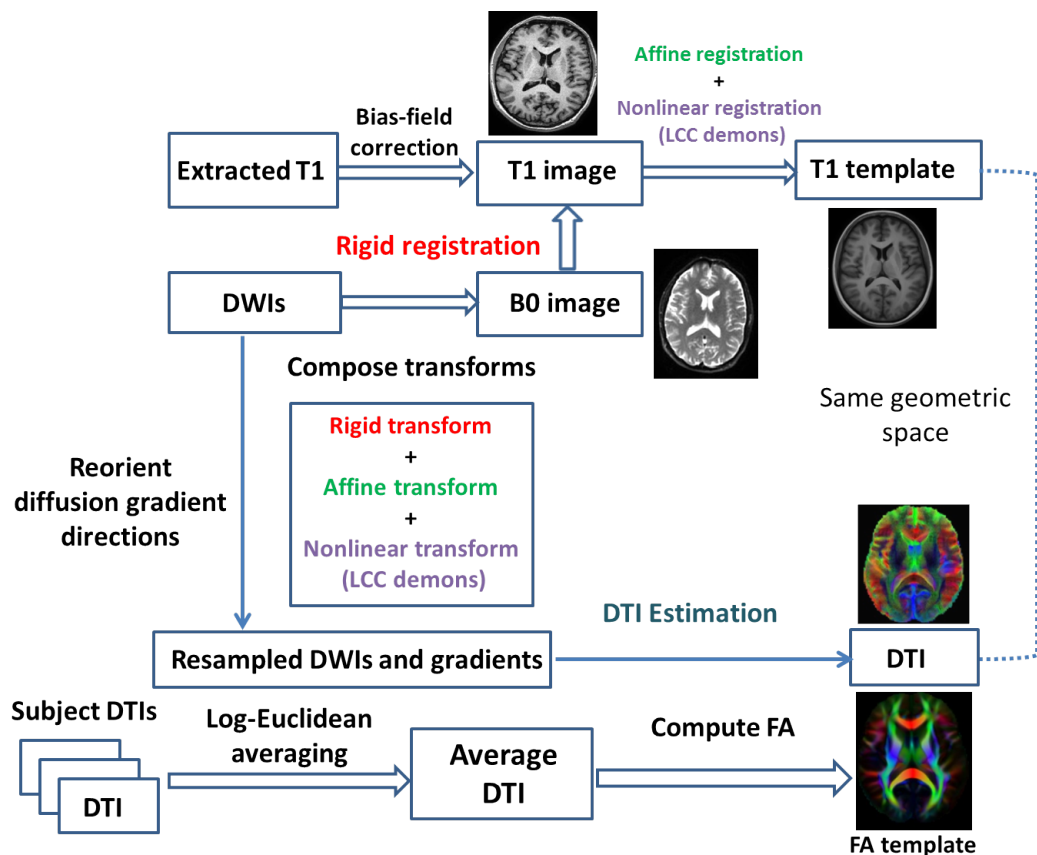 Affine registration
+
Nonlinear registration
(LCC demons)
Bias-field
correction
Extracted T1
T1 image
T1 template
Rigid registration
DWIs
B0 image
Compose transforms
Same geometric
space
Rigid transform
+
Affine transform
+
Nonlinear transform
(LCC demons)
Reorient
diffusion gradient
directions
DTI Estimation
Resampled DWIs and gradients
DTI
Subject DTIs
Log-Euclidean
averaging
Compute FA
Average
DTI
DTI
FA template